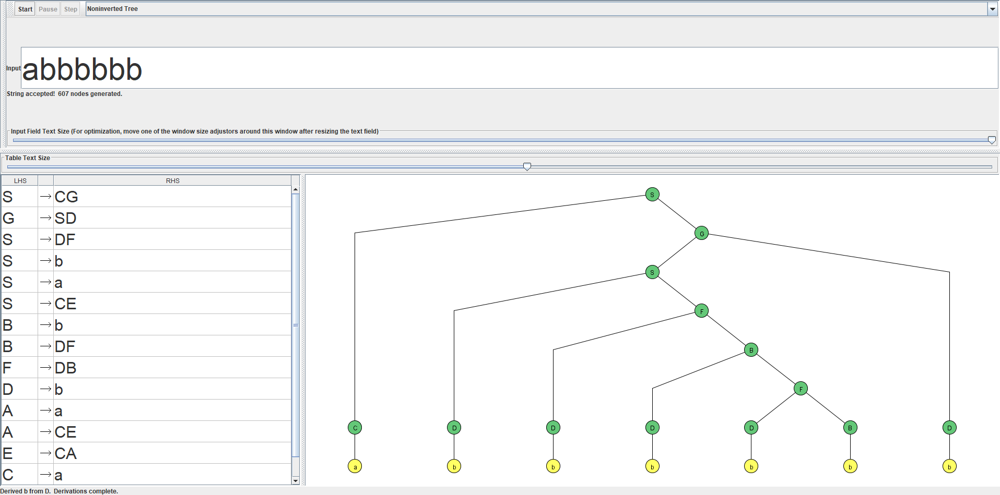 Start Pause Step Noninverted Tree
Input abbbbbb
String accepted! 607 nodes generated.
Input Field Text Size (For optimization, move one of the window size adjustors around this window after resizing the text field)
Table Text Size
LHS RHS
S → CG
G → SD
S → DF
S → b
S → a
S → CE
B → b
B → DF
F → DB
D → b
A → a
A → CE
E → CA
C → a
S
G
S
F
B
F
C D D D D B D
a b b b b b b
Derived b from D. Derivations complete.